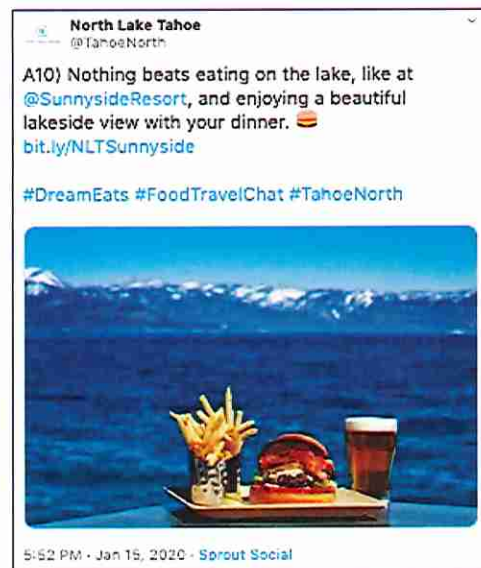 North Lake Tahoe
@TahoeNorth
A10) Nothing beats eating on the lake, like at
@SunnysideResort, and enjoying a beautiful
lakeside view with your dinner. 🍔
bit.ly/NLTSunnyside
#DreamEats #FoodTravelChat #TahoeNorth
5:52 PM · Jan 15, 2020 · Sprout Social